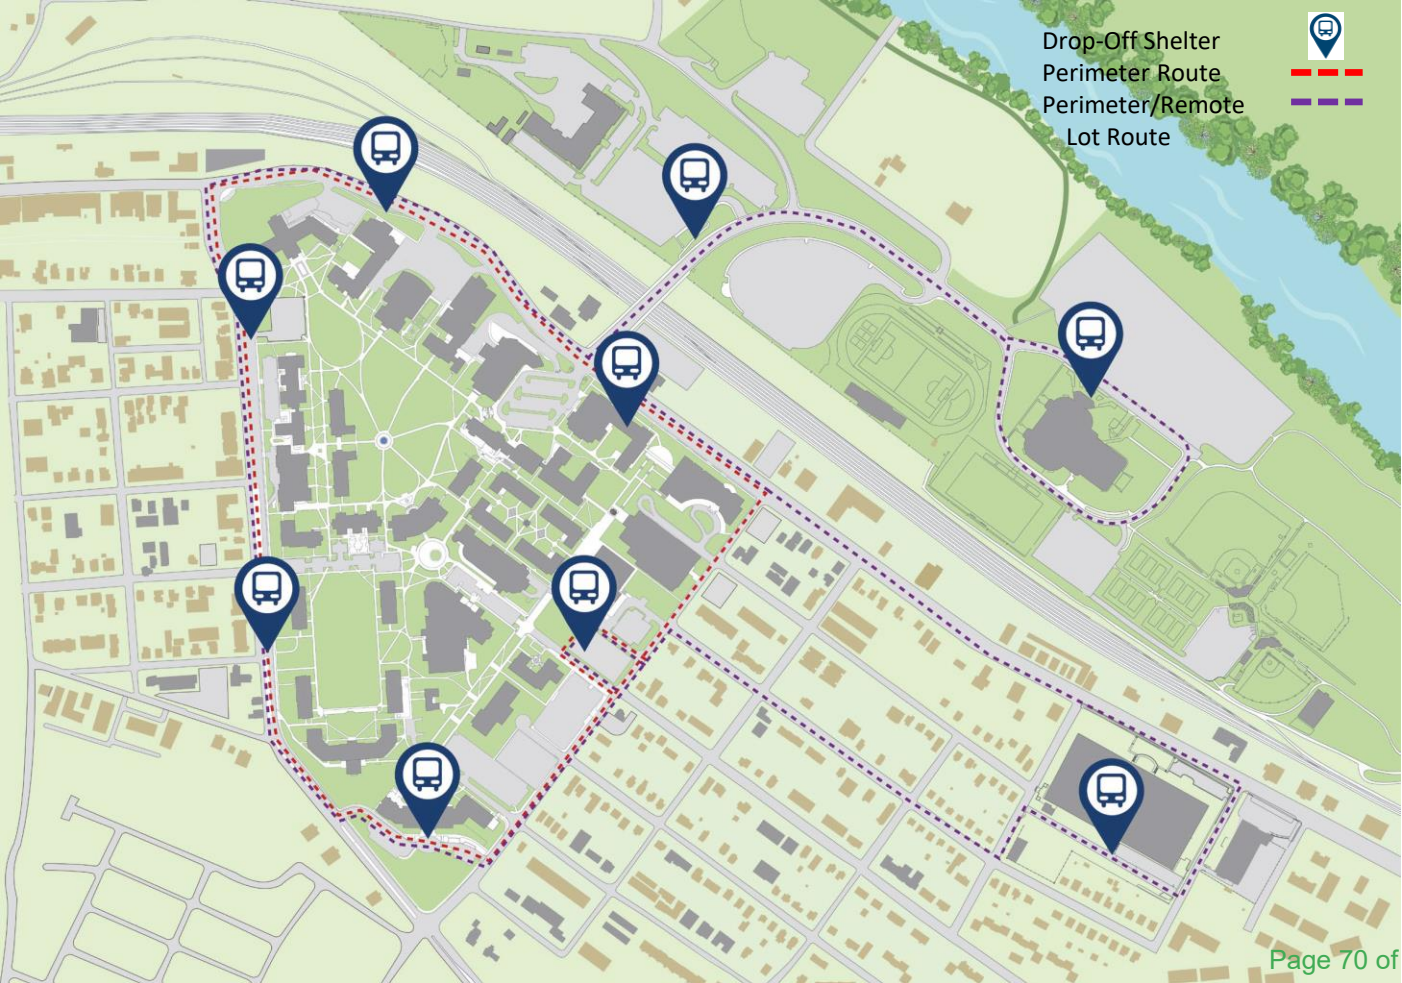 Drop-Off Shelter
Perimeter Route
Perimeter/Remote
Lot Route
Page 70 of